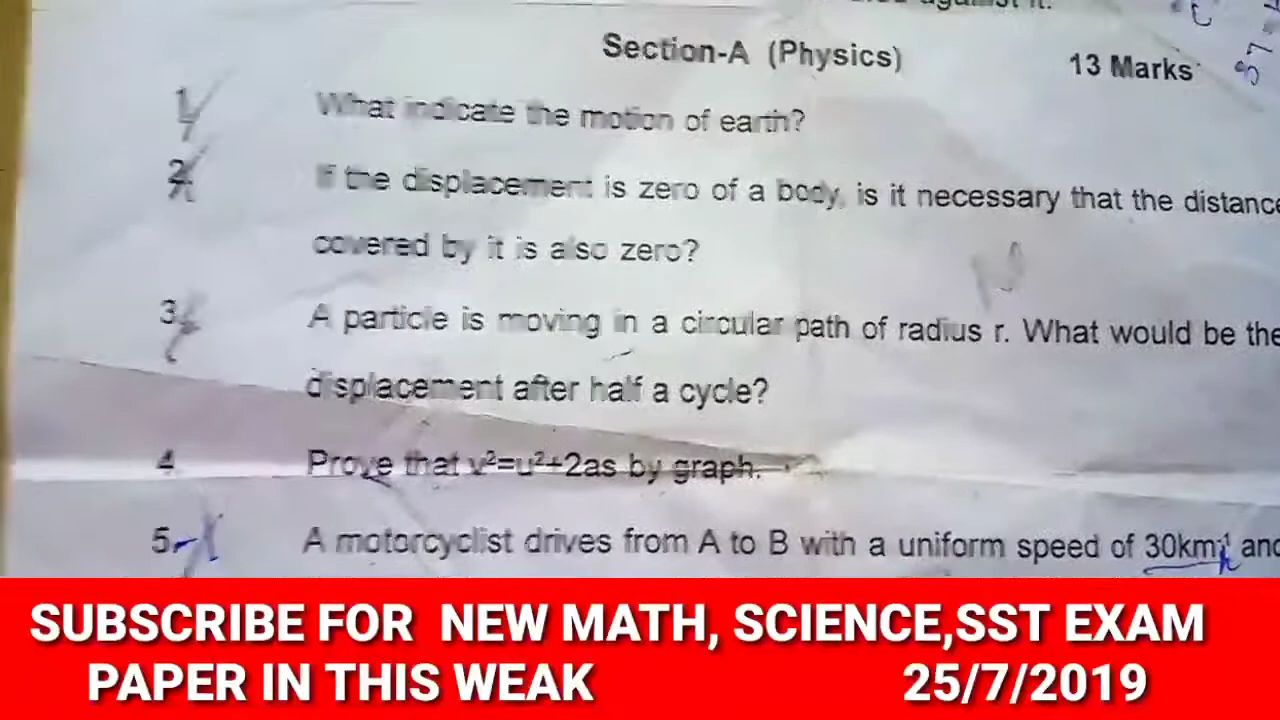 against it.
Section-A (Physics) 13 Marks
1 What indicate the motion of earth?
2 If the displacement is zero of a body, is it necessary that the distance
covered by it is also zero?
3 A particle is moving in a circular path of radius r. What would be the
displacement after half a cycle?
4 Prove that v²=u²+2as by graph.
5 A motorcyclist drives from A to B with a uniform speed of 30km and
SUBSCRIBE FOR NEW MATH, SCIENCE,SST EXAM
PAPER IN THIS WEAK 25/7/2019